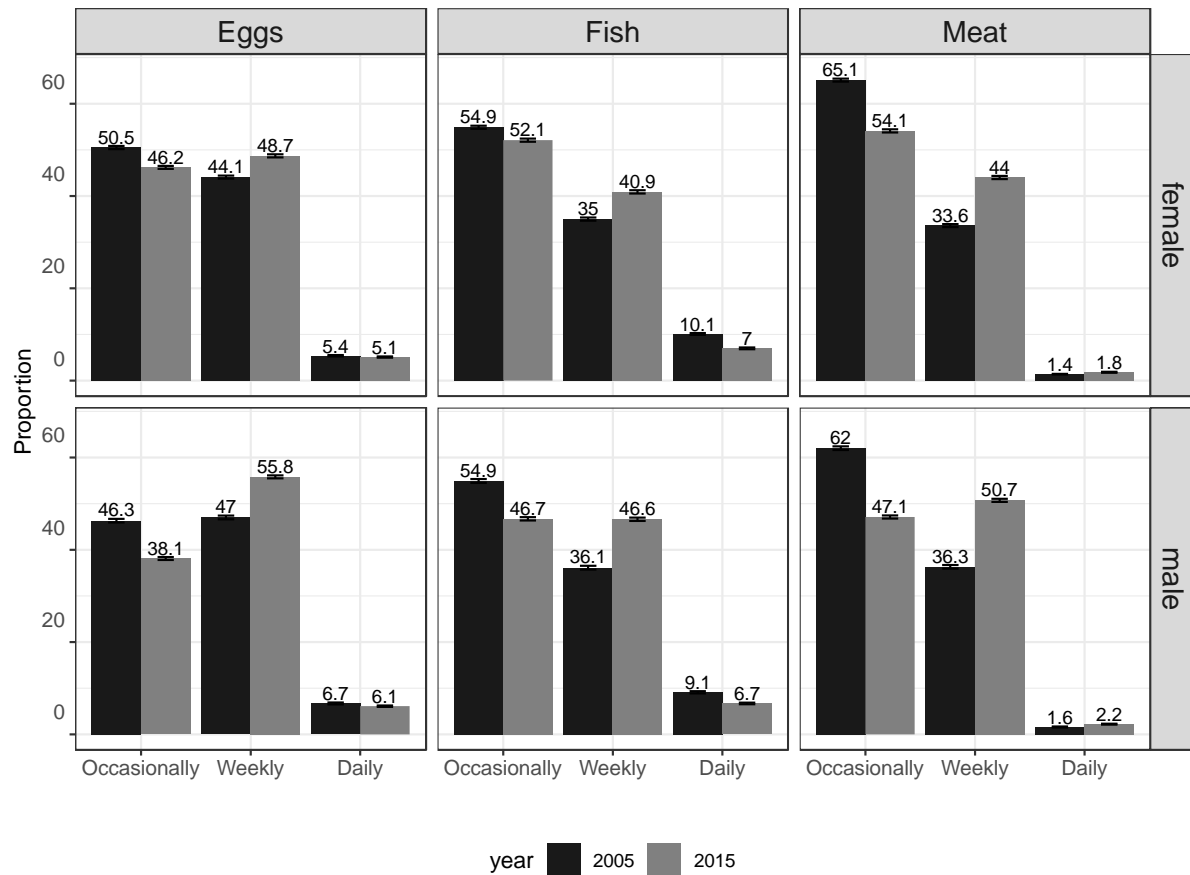 Eggs Fish Meat
65.1
60
54.9
50.5 52.1 54.1
46.2 44.1 48.7
40 40.9 44
35 33.6
20
10.1
5.4 5.1 7
0 1.4 1.8
female
Proportion
60 62
54.9
55.8
46.3 47 46.7 46.6 47.1 50.7
40 38.1 36.1 36.3
20
6.7 6.1 9.1 6.7
0 1.6 2.2
male
Occasionally Weekly Daily Occasionally Weekly Daily Occasionally Weekly Daily
year 2005 2015